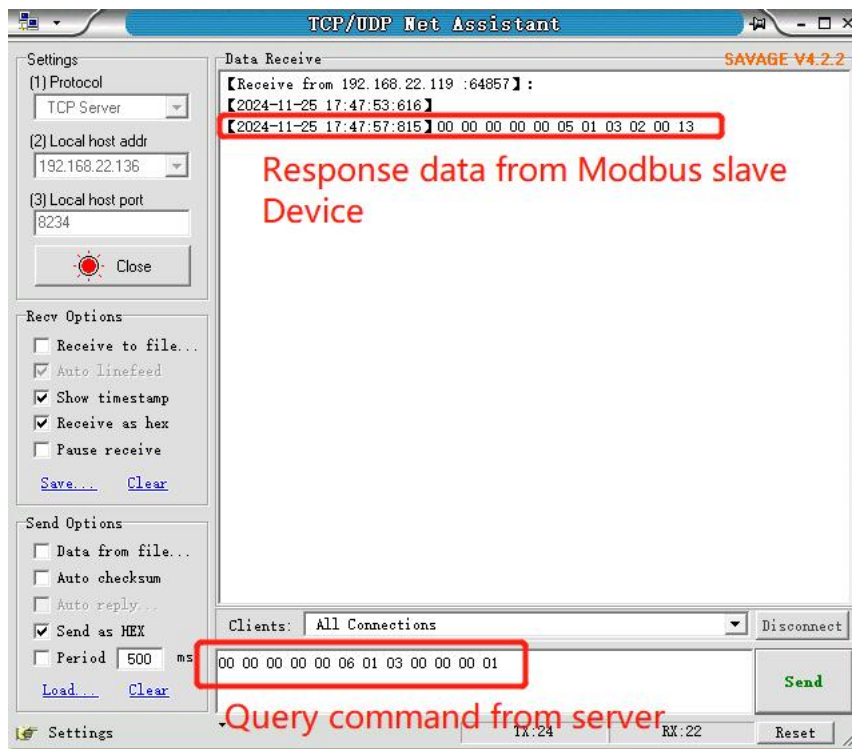 TCP/UDP Net Assistant
Settings
(1) Protocol
TCP Server
(2) Local host addr
192.168.22.136
(3) Local host port
8234
Close
Recv Options
Receive to file...
Auto linefeed
Show timestamp
Receive as hex
Pause receive
Save... Clear
Send Options
Data from file...
Auto checksum
Auto reply...
Send as HEX
Period 500 ms
Load... Clear
Data Receive SAVAGE V4.2.2
【Receive from 192.168.22.119 :64857】:
【2024-11-25 17:47:53:616】
【2024-11-25 17:47:57:815】00 00 00 00 00 05 01 03 02 00 13
Response data from Modbus slave
Device
Clients: All Connections Disconnect
00 00 00 00 00 06 01 03 00 00 00 01
Send
Query command from server
Settings TX:24 RX:22 Reset